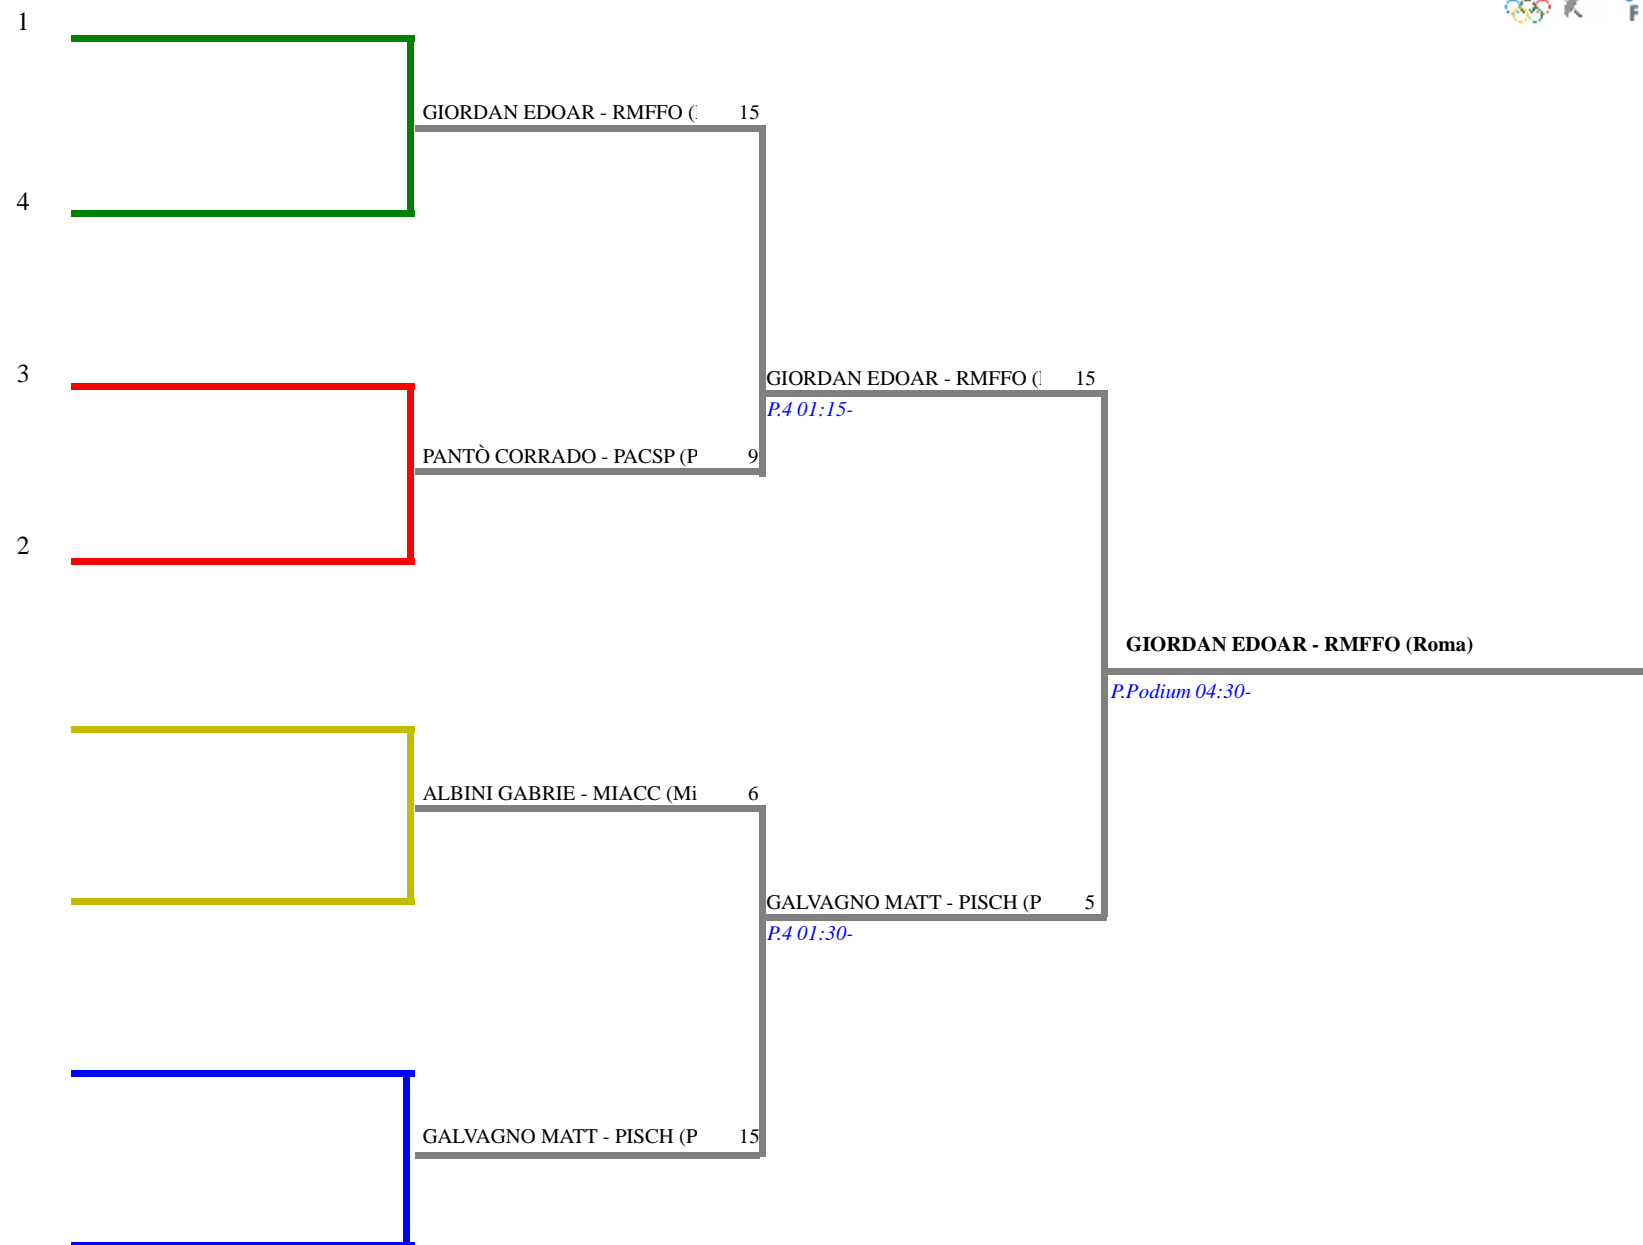 1
GIORDAN EDOAR - RMFFO ( 15
4
3
GIORDAN EDOAR - RMFFO ( 15
P.4 01:15-
PANTÒ CORRADO - PACSP (P 9
2
GIORDAN EDOAR - RMFFO (Roma)
P.Podium 04:30-
ALBINI GABRIE - MIACC (Mi 6
GALVAGNO MATT - PISCH (P 5
P.4 01:30-
GALVAGNO MATT - PISCH (P 15
F